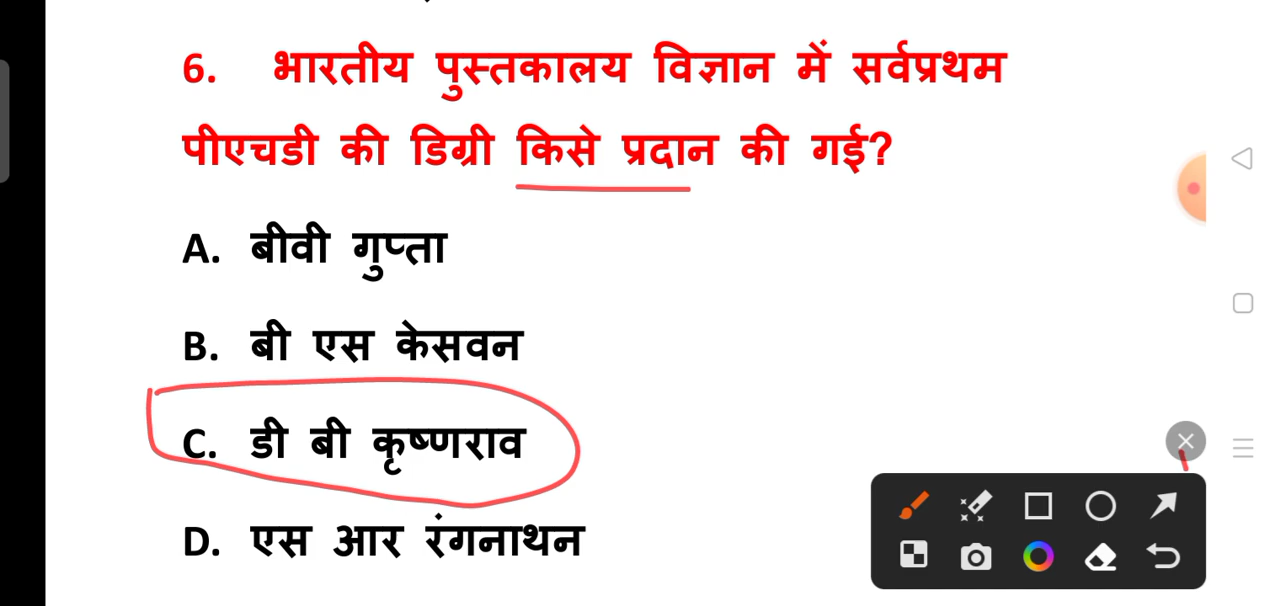 6. भारतीय पुस्तकालय विज्ञान में सर्वप्रथम
पीएचडी की डिग्री किसे प्रदान की गई?
A. बीवी गुप्ता
B. बी एस केसवन
C. डी बी कृष्णराव
D. एस आर रंगनाथन